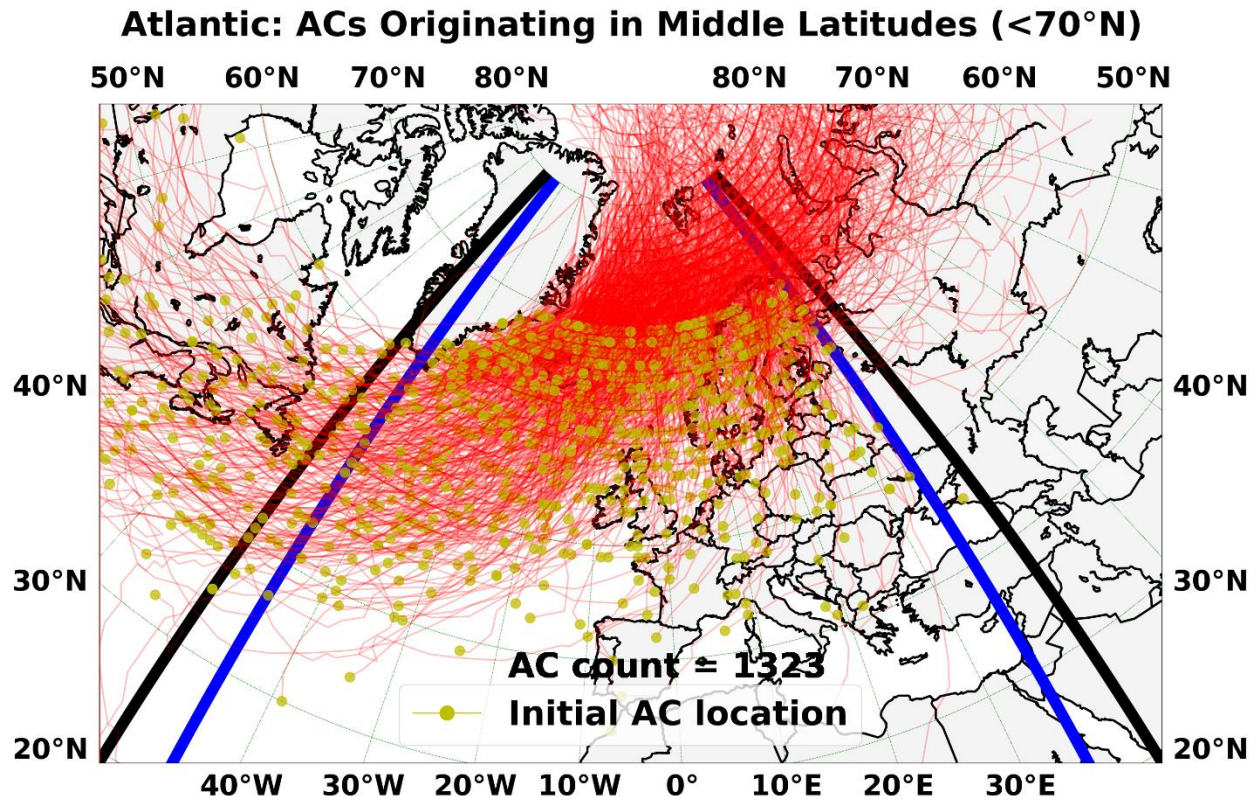 Atlantic: ACs Originating in Middle Latitudes (<70°N)
50°N 60°N 70°N 80°N 80°N 70°N 60°N 50°N
40°N 40°N
30°N 30°N
AC count = 1323
Initial AC location
20°N 20°N
40°W 30°W 20°W 10°W 0° 10°E 20°E 30°E